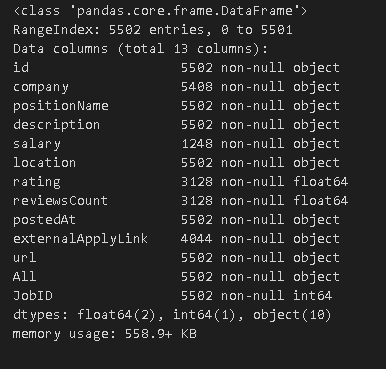 <class 'pandas.core.frame.DataFrame'>
RangeIndex: 5502 entries, 0 to 5501
Data columns (total 13 columns):
id 5502 non-null object
company 5408 non-null object
positionName 5502 non-null object
description 5502 non-null object
salary 1248 non-null object
location 5502 non-null object
rating 3128 non-null float64
reviewsCount 3128 non-null float64
postedAt 5502 non-null object
externalApplyLink 4044 non-null object
url 5502 non-null object
All 5502 non-null object
JobID 5502 non-null int64
dtypes: float64(2), int64(1), object(10)
memory usage: 558.9+ KB